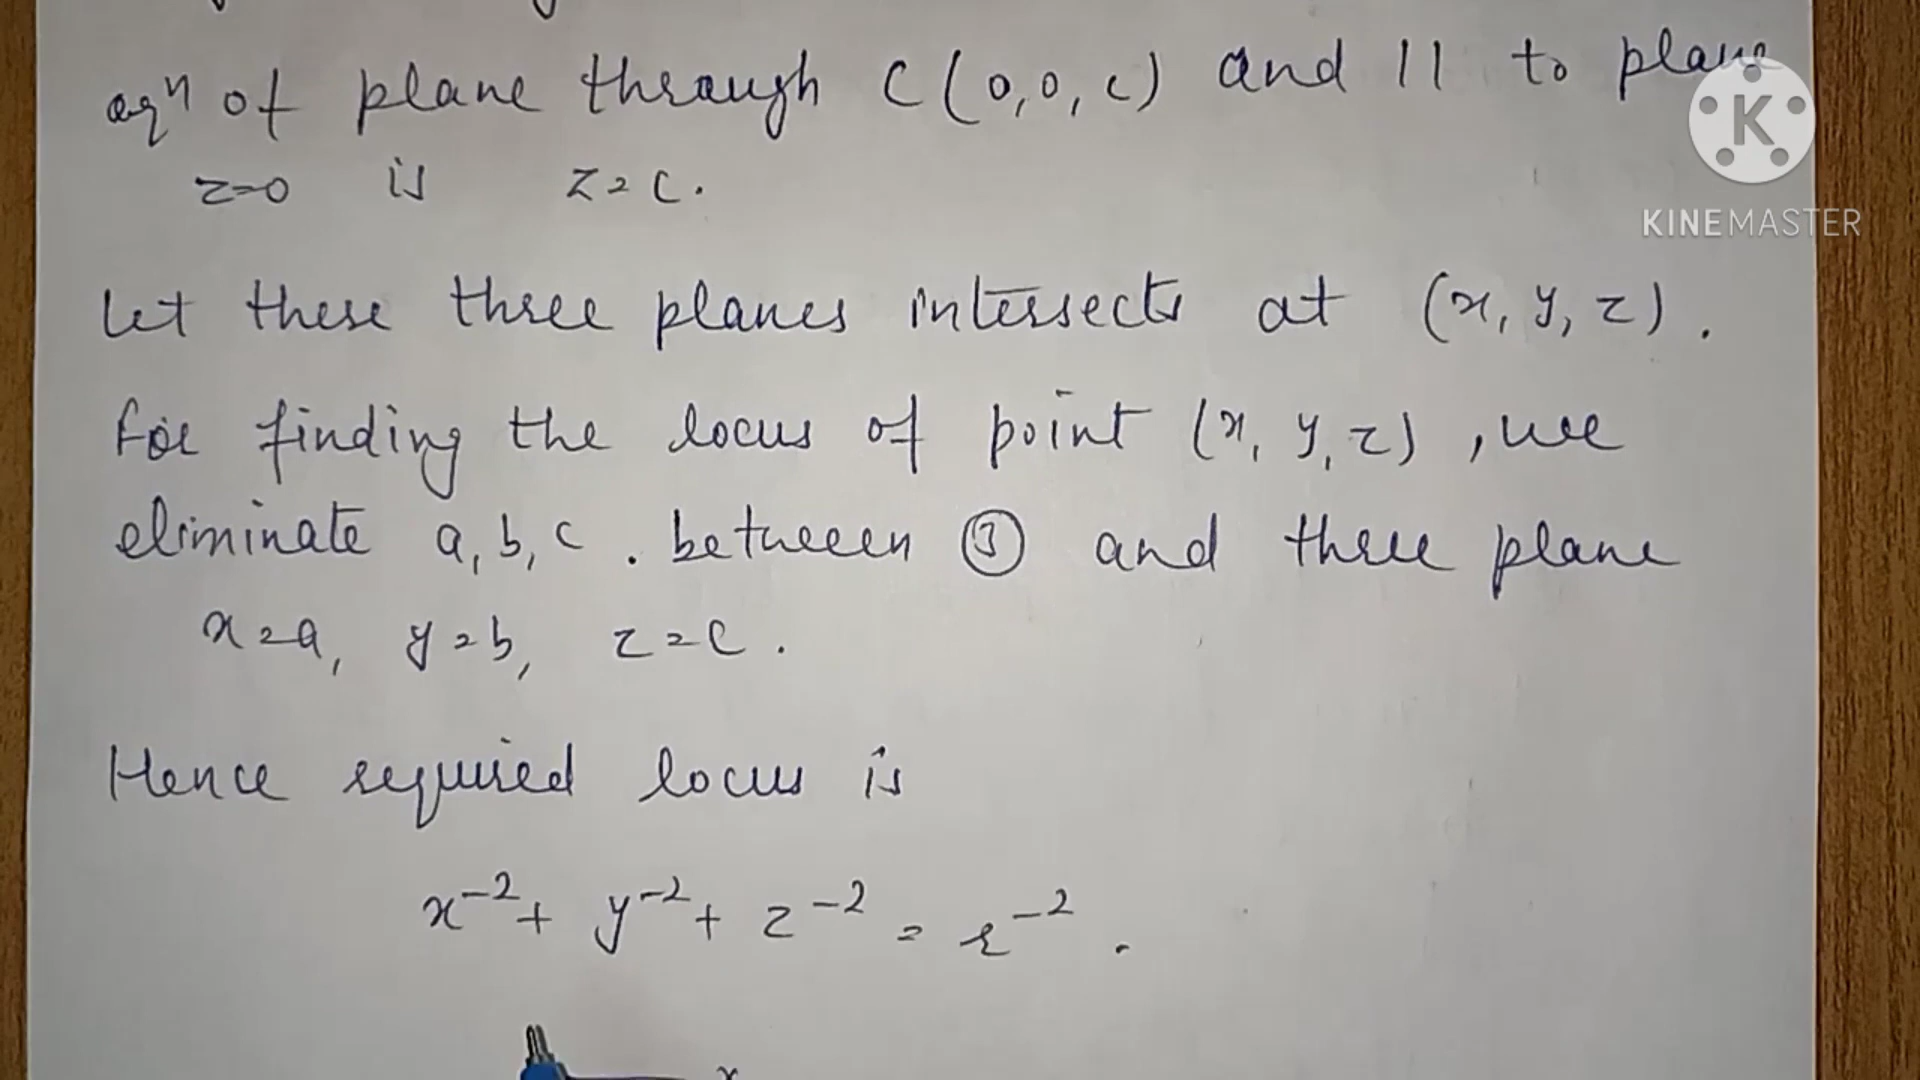 eqⁿ of plane through C(0,0,c) and || to plane
z=0 is z=c.
KINEMASTER
Let these three planes intersects at (x, y, z).
For finding the locus of point (x, y, z), we
eliminate a, b, c. between ③ and three plane
x=a, y=b, z=c.
Hence required locus is
x⁻² + y⁻² + z⁻² = r⁻².